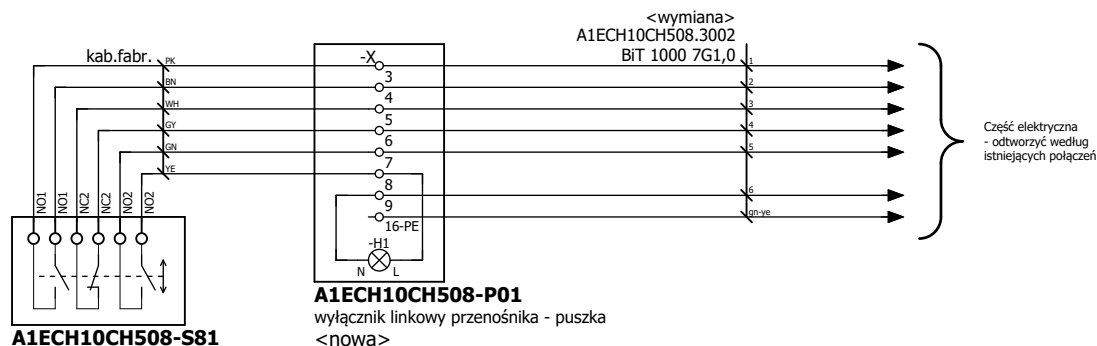 <wymiana>
A1ECH10CH508.3002
BiT 1000 7G1,0
kab.fabr.
PK
BN
WH
GY
GN
YE
-X
3
4
5
6
7
8
9
16-PE
-H1
N L
1
2
3
4
5
6
gn-ye
Część elektryczna
- odtworzyć według
istniejących połączeń
NO1
NO1
NC2
NC2
NO2
NO2
A1ECH10CH508-S81
A1ECH10CH508-P01
wyłącznik linkowy przenośnika - puszka
<nowa>